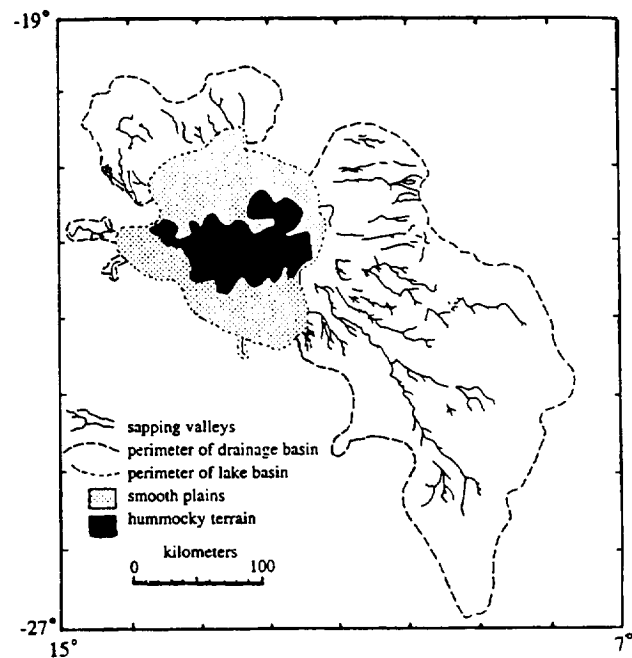 -19°
sapping valleys
perimeter of drainage basin
perimeter of lake basin
smooth plains
hummocky terrain
kilometers
0 100
-27°
15° 7°